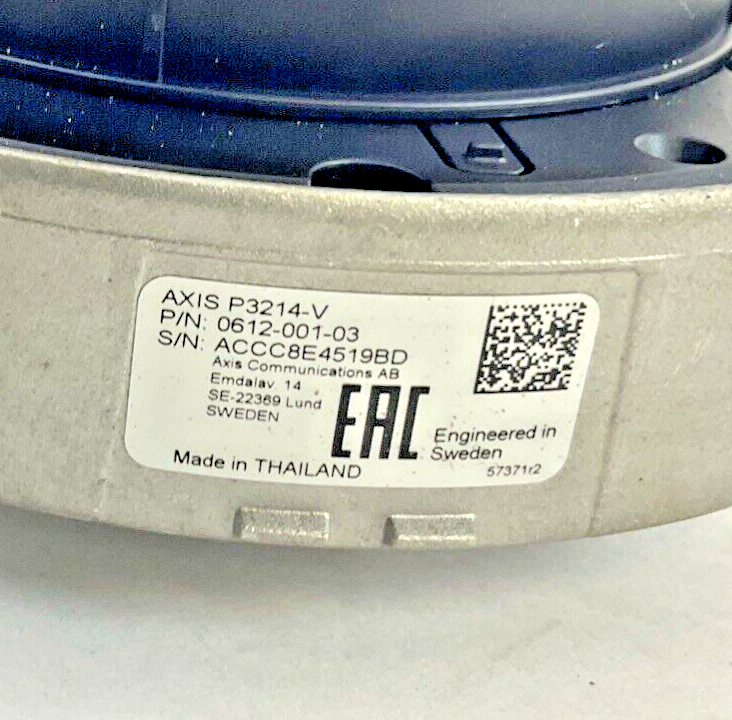 AXIS P3214-V
P/N: 0612-001-03
S/N: ACCC8E4519BD
Axis Communications AB
Emdalav. 14
SE-22369 Lund
SWEDEN
EAC
Engineered in
Sweden
Made in THAILAND
57371r2